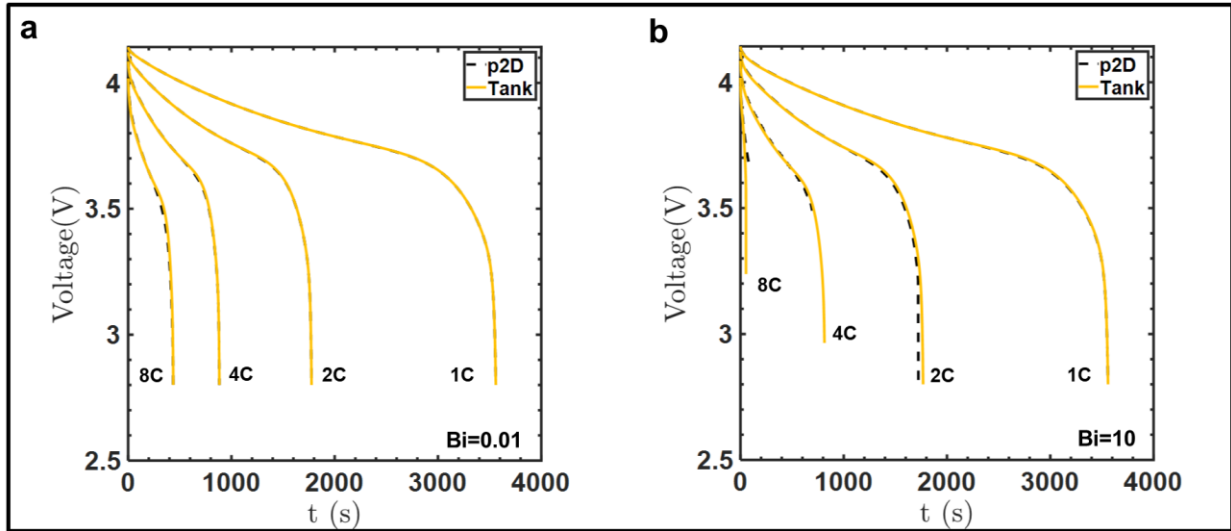 a
p2D
Tank
4
3.5
3
2.5
Voltage(V)
8C
4C
2C
1C
Bi=0.01
0
1000
2000
3000
4000
t (s)
b
p2D
Tank
4
3.5
3
2.5
Voltage(V)
8C
4C
2C
1C
Bi=10
0
1000
2000
3000
4000
t (s)